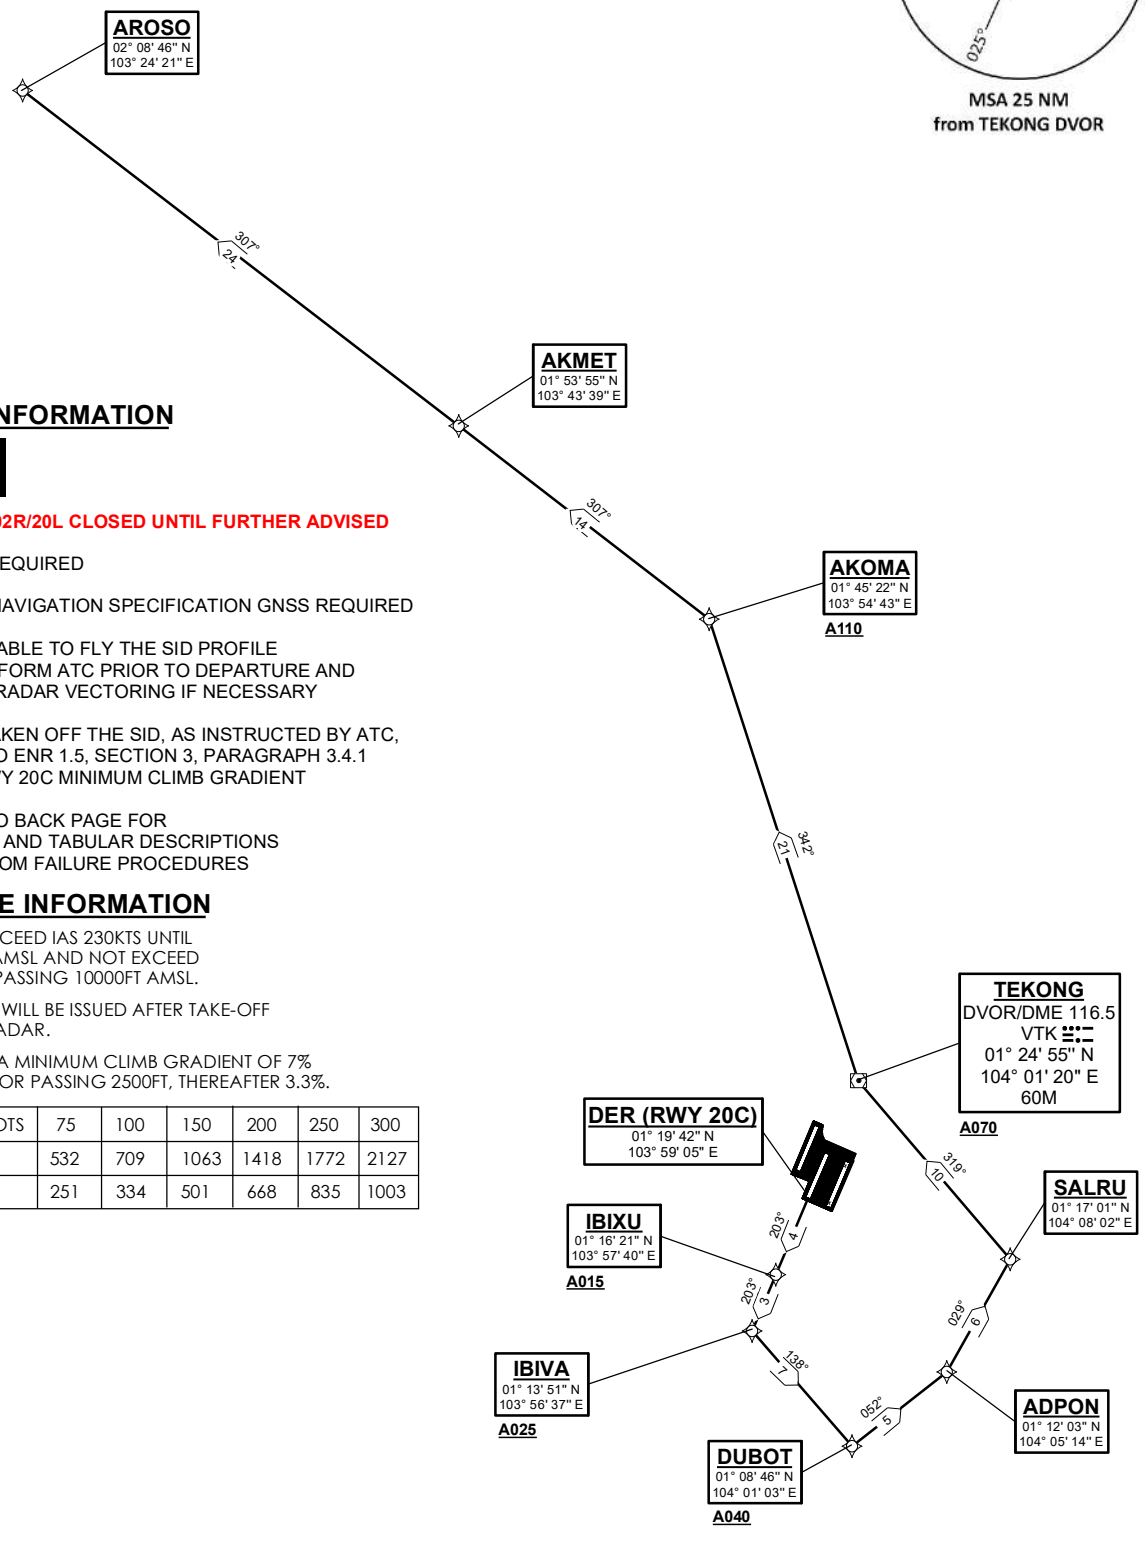 AROSO
02° 08' 46" N
103° 24' 21" E
025°
MSA 25 NM
from TEKONG DVOR
307°
24
AKMET
01° 53' 55" N
103° 43' 39" E
307°
14
AKOMA
01° 45' 22" N
103° 54' 43" E
A110
NFORMATION
02R/20L CLOSED UNTIL FURTHER ADVISED
EQUIRED
NAVIGATION SPECIFICATION GNSS REQUIRED
ABLE TO FLY THE SID PROFILE
FORM ATC PRIOR TO DEPARTURE AND
RADAR VECTORING IF NECESSARY
AKEN OFF THE SID, AS INSTRUCTED BY ATC,
O ENR 1.5, SECTION 3, PARAGRAPH 3.4.1
Y 20C MINIMUM CLIMB GRADIENT
O BACK PAGE FOR
AND TABULAR DESCRIPTIONS
OM FAILURE PROCEDURES
E INFORMATION
CEED IAS 230KTS UNTIL
AMSL AND NOT EXCEED
PASSING 10000FT AMSL.
WILL BE ISSUED AFTER TAKE-OFF
ADAR.
A MINIMUM CLIMB GRADIENT OF 7%
OR PASSING 2500FT, THEREAFTER 3.3%.
OTS 75 100 150 200 250 300
532 709 1063 1418 1772 2127
251 334 501 668 835 1003
342°
21
TEKONG
DVOR/DME 116.5
VTK
01° 24' 55" N
104° 01' 20" E
60M
A070
DER (RWY 20C)
01° 19' 42" N
103° 59' 05" E
319°
10
SALRU
01° 17' 01" N
104° 08' 02" E
IBIXU
01° 16' 21" N
103° 57' 40" E
A015
203°
4
203°
3
029°
6
IBIVA
01° 13' 51" N
103° 56' 37" E
A025
138°
7
052°
5
ADPON
01° 12' 03" N
104° 05' 14" E
DUBOT
01° 08' 46" N
104° 01' 03" E
A040